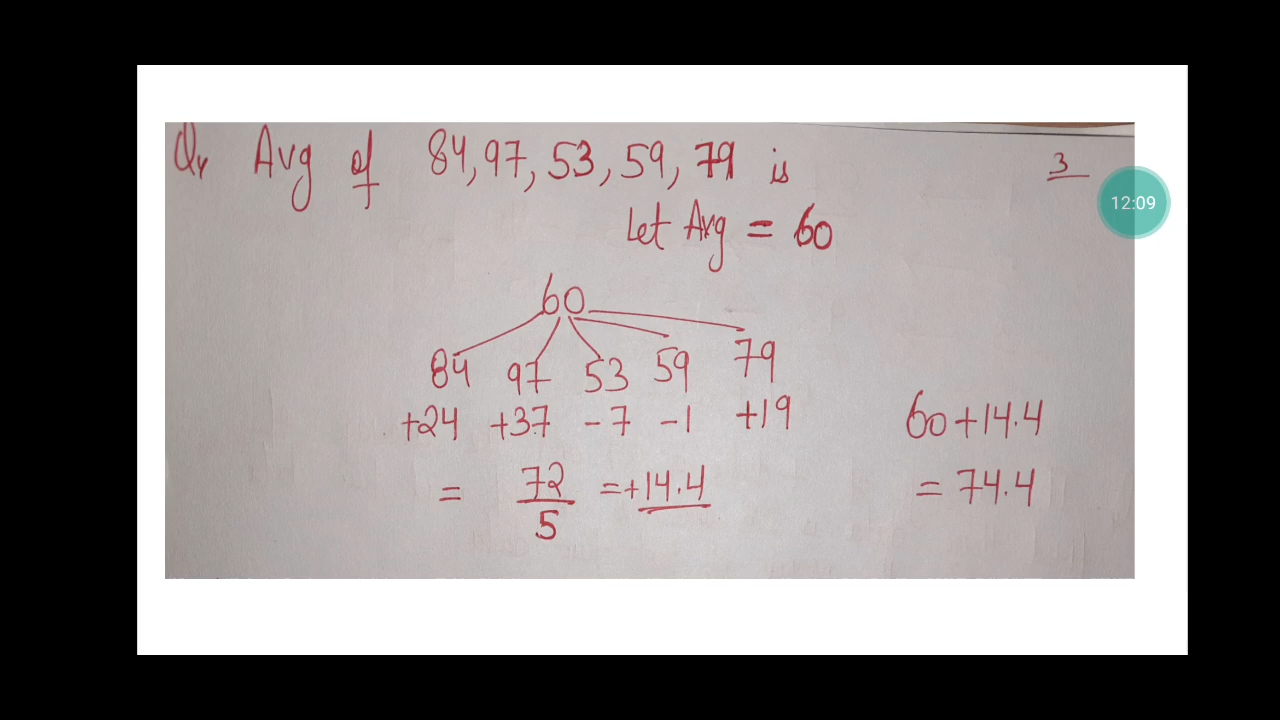 Q, Avg of 84, 97, 53, 59, 79 is
3
12:09
Let Avg = 60
60
84 97 53 59 79
+24 +37 -7 -1 +19
= 72/5 = +14.4
60+14.4
= 74.4